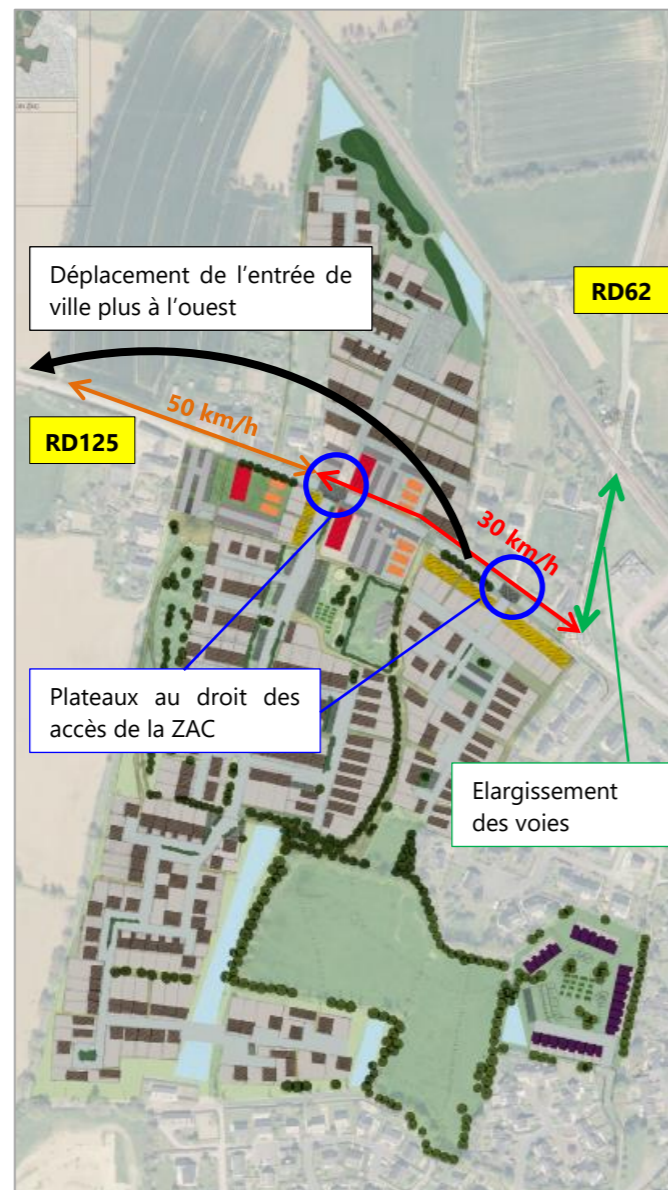 Déplacement de l'entrée de
ville plus à l'ouest
RD62
50 km/h
RD125
30 km/h
Plateaux au droit des
accès de la ZAC
Elargissement
des voies